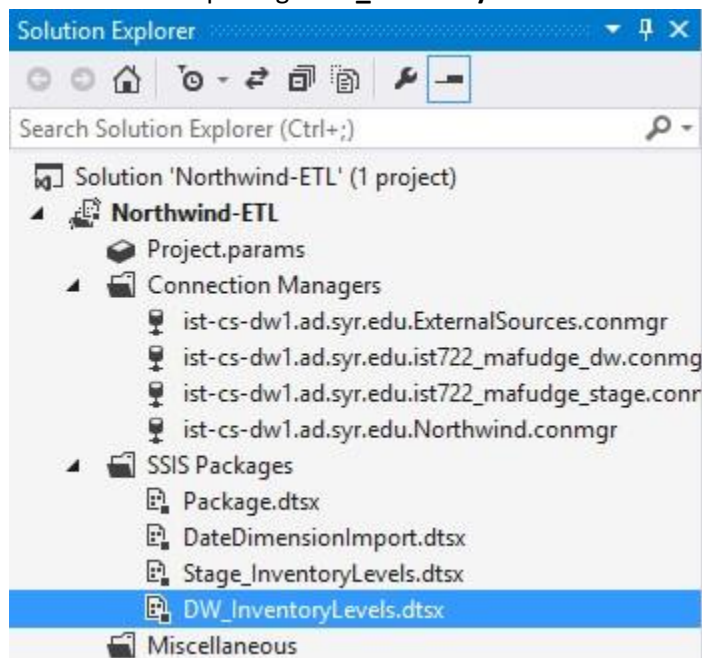 Solution Explorer
Search Solution Explorer (Ctrl+;)
Solution 'Northwind-ETL' (1 project)
Northwind-ETL
Project.params
Connection Managers
ist-cs-dw1.ad.syr.edu.ExternalSources.conmgr
ist-cs-dw1.ad.syr.edu.ist722_mafudge_dw.conmg
ist-cs-dw1.ad.syr.edu.ist722_mafudge_stage.conr
ist-cs-dw1.ad.syr.edu.Northwind.conmgr
SSIS Packages
Package.dtsx
DateDimensionImport.dtsx
Stage_InventoryLevels.dtsx
DW_InventoryLevels.dtsx
Miscellaneous